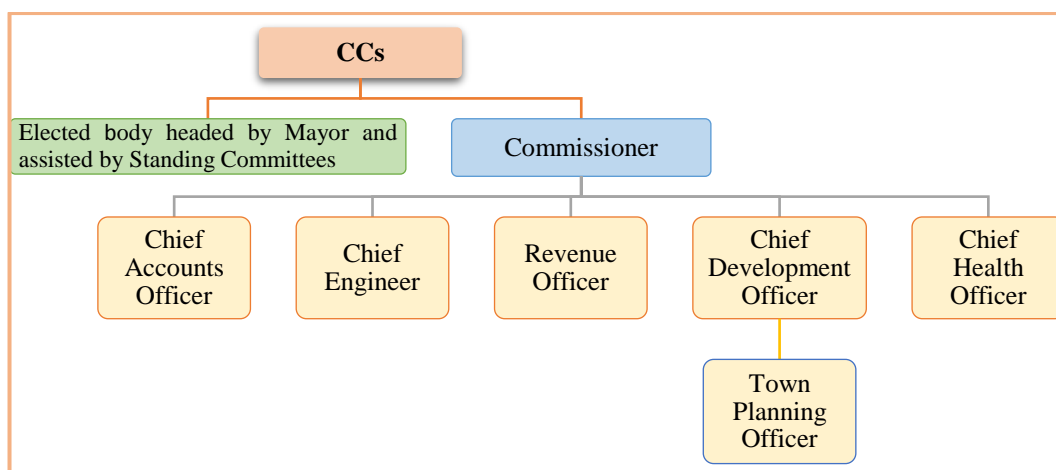 CCs
Elected body headed by Mayor and
assisted by Standing Committees
Commissioner
Chief
Accounts
Officer
Chief
Engineer
Revenue
Officer
Chief
Development
Officer
Chief
Health
Officer
Town
Planning
Officer